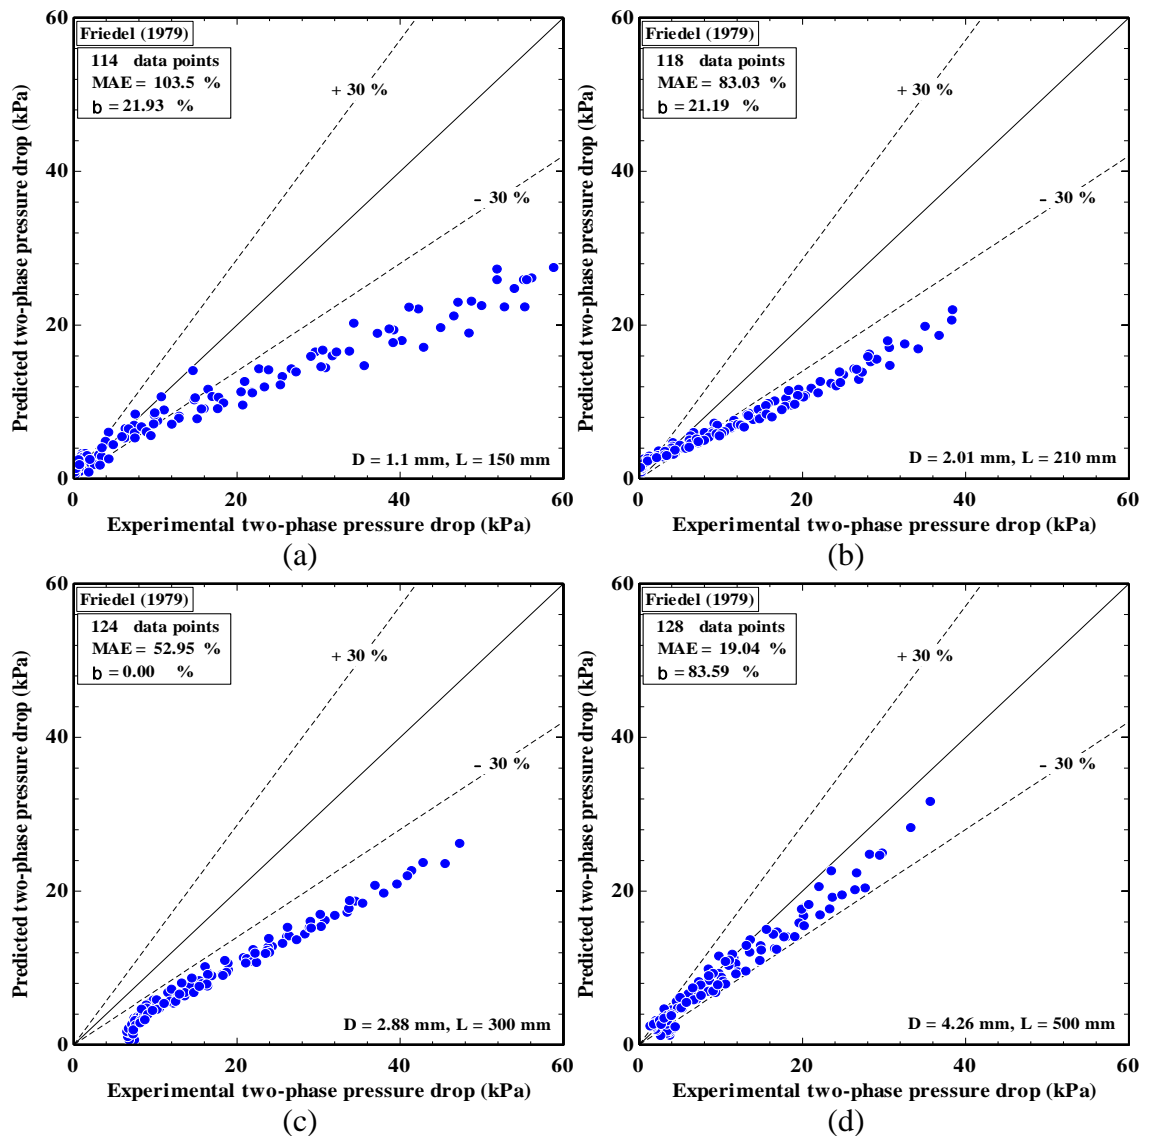 Friedel (1979)
114 data points
MAE = 103.5 %
b = 21.93 %
+ 30 %
– 30 %
D = 1.1 mm, L = 150 mm
Predicted two-phase pressure drop (kPa)
60
40
20
0
0 20 40 60
Experimental two-phase pressure drop (kPa)
(a)
Friedel (1979)
118 data points
MAE = 83.03 %
b = 21.19 %
+ 30 %
– 30 %
D = 2.01 mm, L = 210 mm
Predicted two-phase pressure drop (kPa)
60
40
20
0
0 20 40 60
Experimental two-phase pressure drop (kPa)
(b)
Friedel (1979)
124 data points
MAE = 52.95 %
b = 0.00 %
+ 30 %
– 30 %
D = 2.88 mm, L = 300 mm
Predicted two-phase pressure drop (kPa)
60
40
20
0
0 20 40 60
Experimental two-phase pressure drop (kPa)
(c)
Friedel (1979)
128 data points
MAE = 19.04 %
b = 83.59 %
+ 30 %
– 30 %
D = 4.26 mm, L = 500 mm
Predicted two-phase pressure drop (kPa)
60
40
20
0
0 20 40 60
Experimental two-phase pressure drop (kPa)
(d)